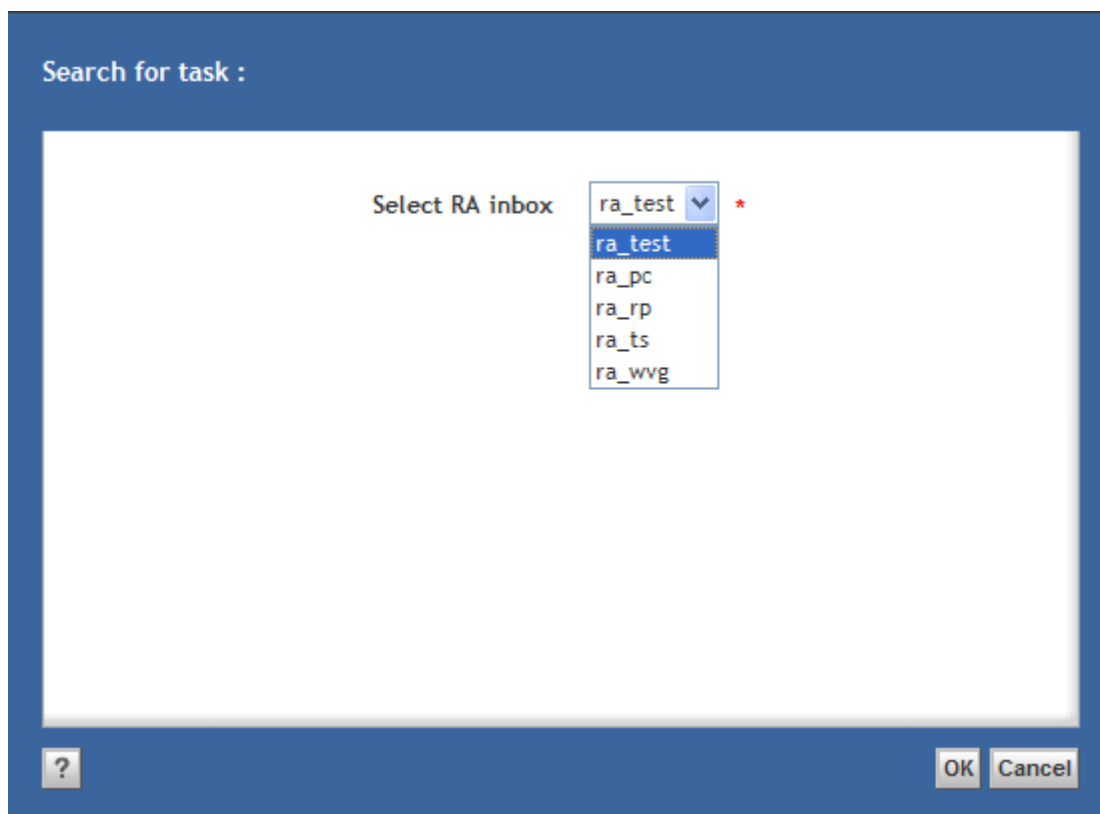 Search for task :
Select RA inbox ra_test *
ra_test
ra_pc
ra_rp
ra_ts
ra_wvg
? OK Cancel